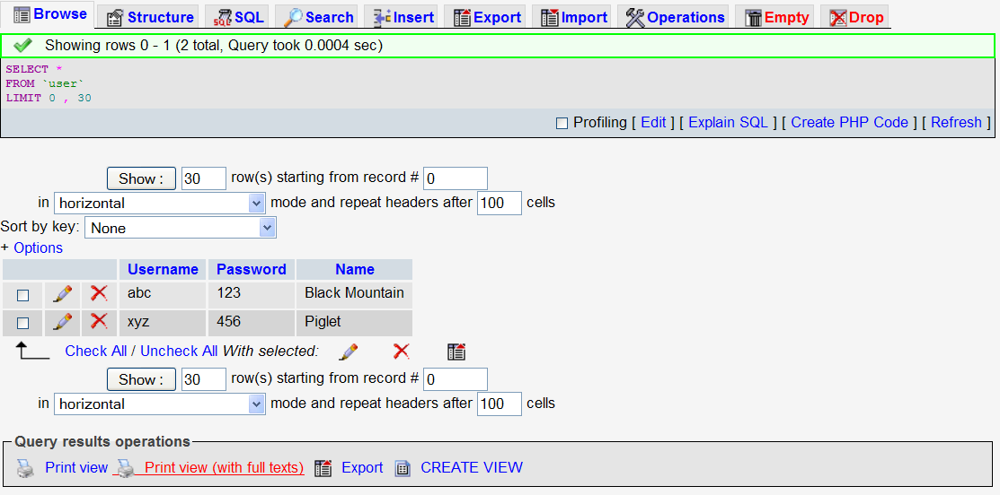 Browse Structure SQL Search Insert Export Import Operations Empty Drop
Showing rows 0 - 1 (2 total, Query took 0.0004 sec)
SELECT *
FROM `user`
LIMIT 0 , 30
Profiling [ Edit ] [ Explain SQL ] [ Create PHP Code ] [ Refresh ]
Show : 30 row(s) starting from record # 0
in horizontal mode and repeat headers after 100 cells
Sort by key: None
+ Options
Username Password Name
abc 123 Black Mountain
xyz 456 Piglet
Check All / Uncheck All With selected:
Show : 30 row(s) starting from record # 0
in horizontal mode and repeat headers after 100 cells
Query results operations
Print view Print view (with full texts) Export CREATE VIEW